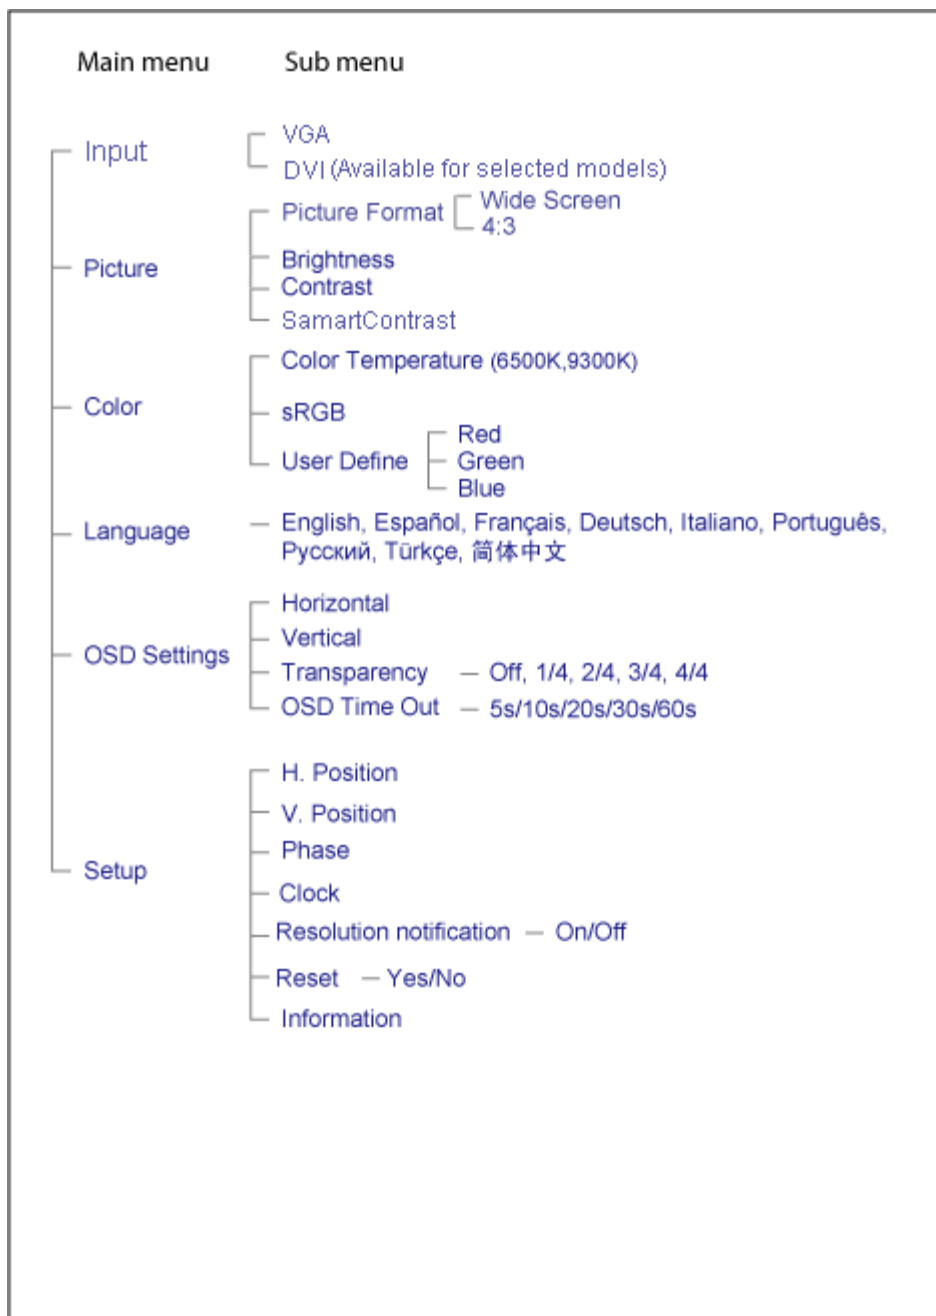 Main menu Sub menu
Input
VGA
DVI (Available for selected models)
Picture
Picture Format
Wide Screen
4:3
Brightness
Contrast
SamartContrast
Color
Color Temperature (6500K,9300K)
sRGB
User Define
Red
Green
Blue
Language
English, Español, Français, Deutsch, Italiano, Português,
Русский, Türkçe, 简体中文
OSD Settings
Horizontal
Vertical
Transparency — Off, 1/4, 2/4, 3/4, 4/4
OSD Time Out — 5s/10s/20s/30s/60s
Setup
H. Position
V. Position
Phase
Clock
Resolution notification — On/Off
Reset — Yes/No
Information